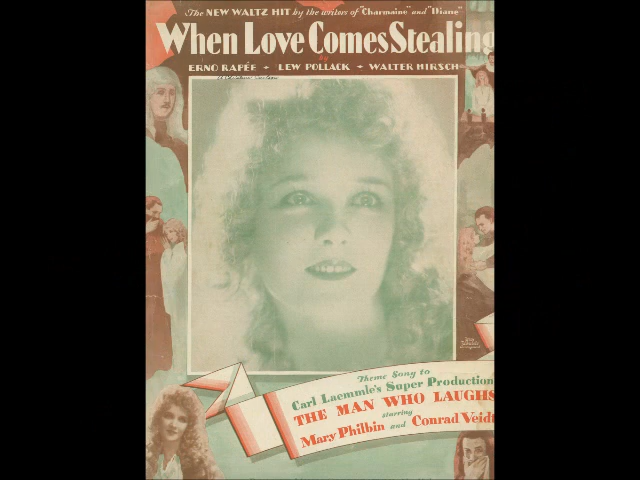 The NEW WALTZ HIT by the writers of "Charmaine" and "Diane"
When Love Comes Stealing
by
ERNO RAPÉE - LEW POLLACK - WALTER HIRSCH
Theme Song to
Carl Laemmle's Super Production
THE MAN WHO LAUGHS
starring
Mary Philbin and Conrad Veidt